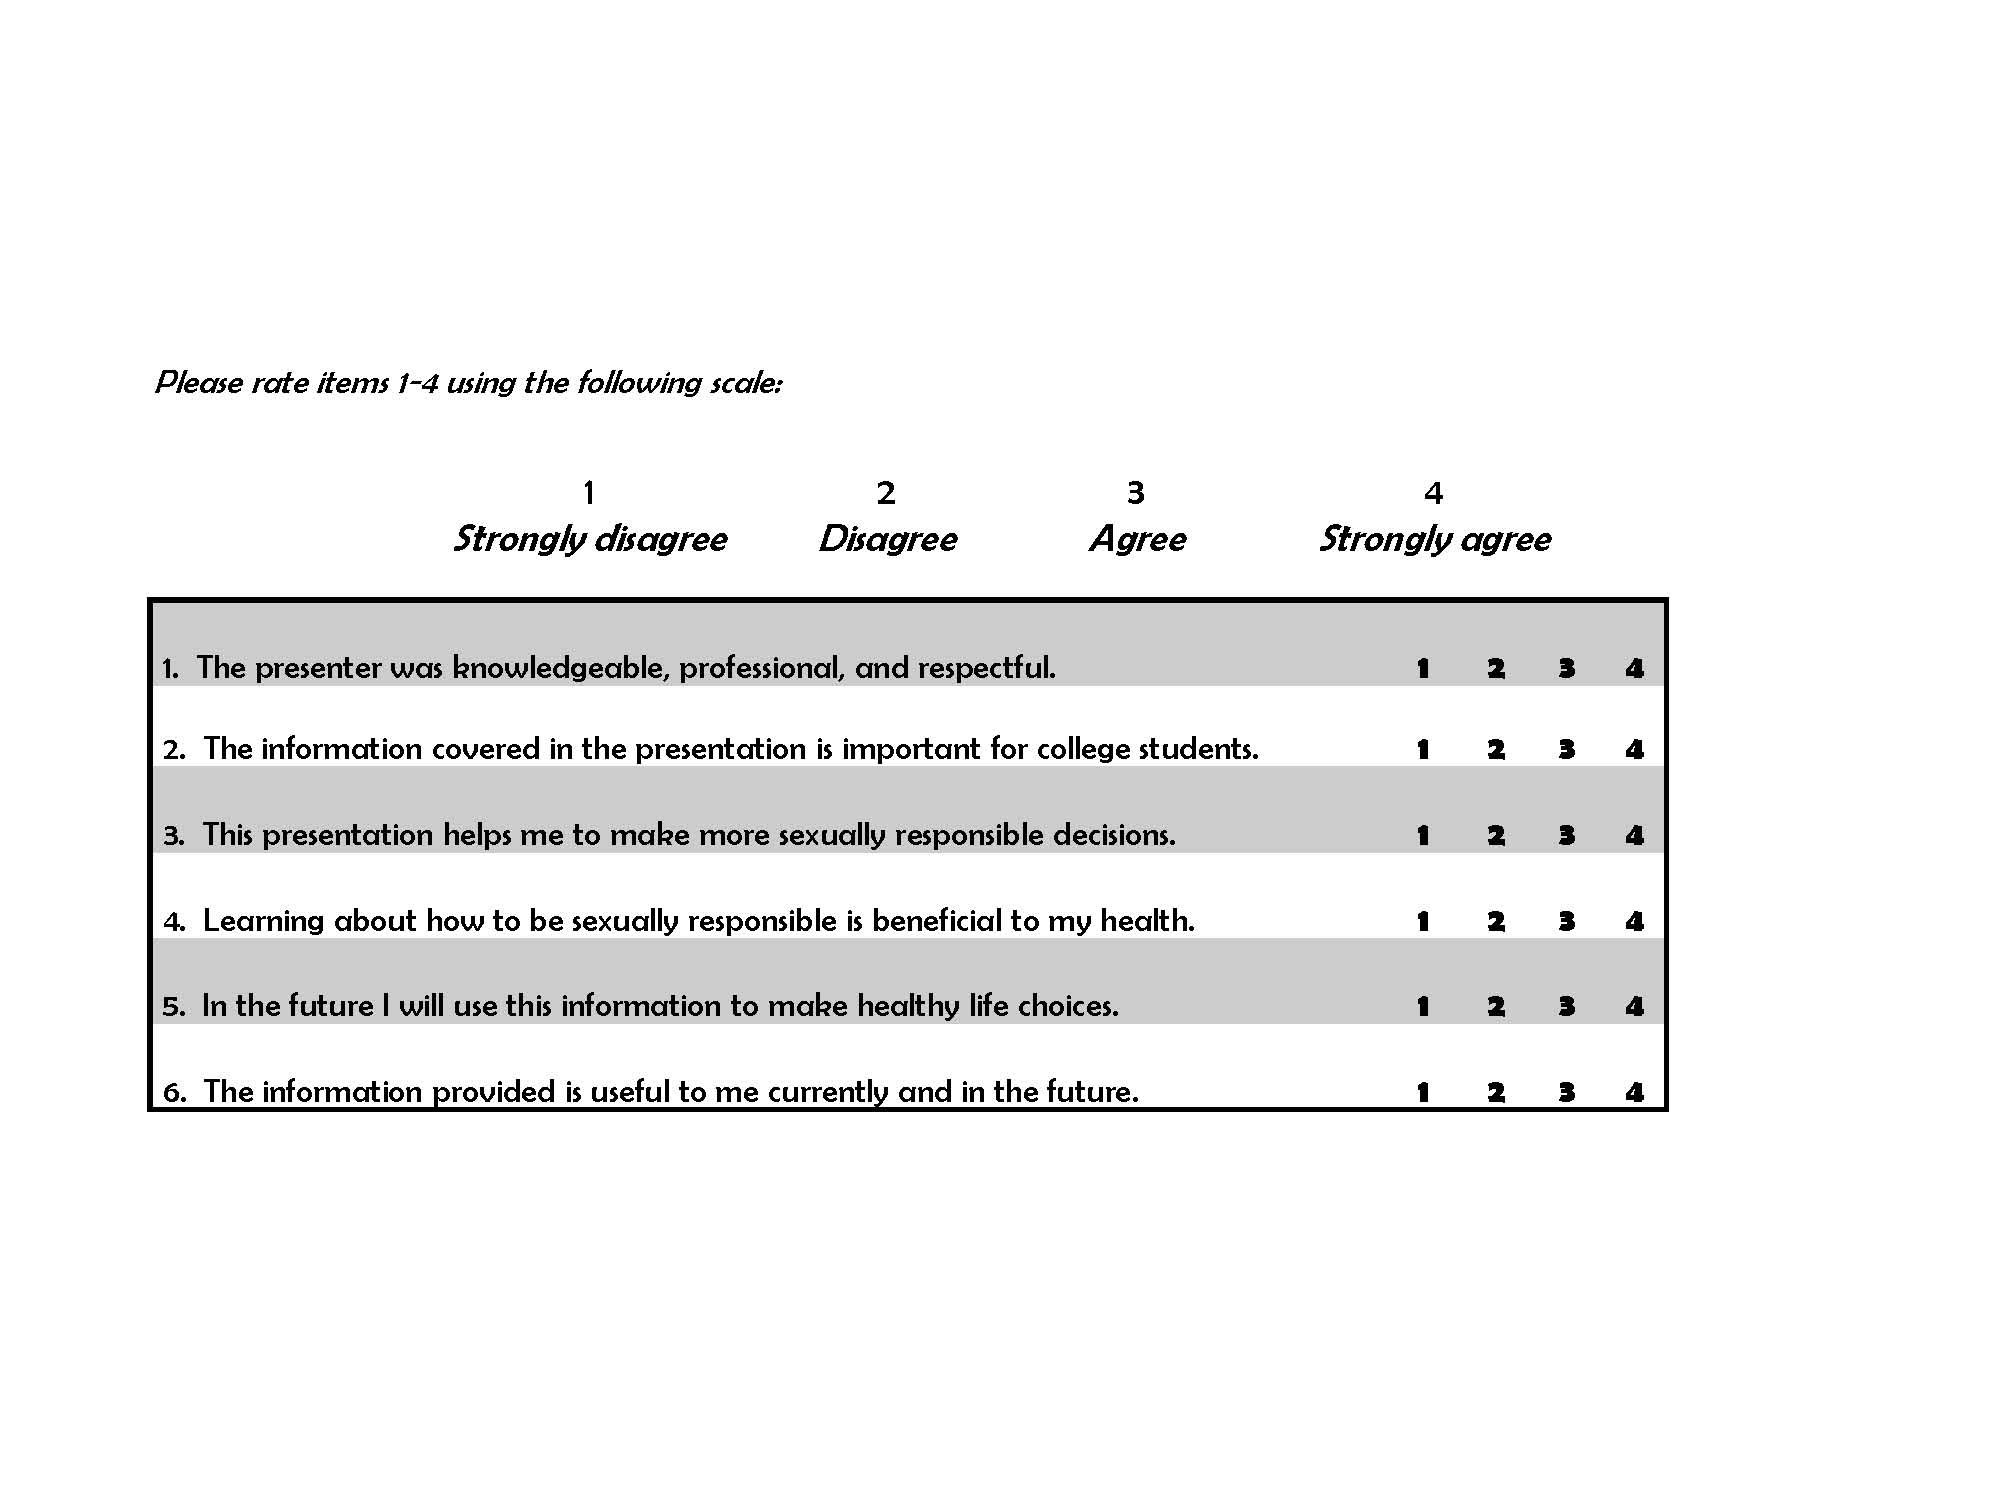 Please rate items 1-4 using the following scale:
1 2 3 4
Strongly disagree Disagree Agree Strongly agree
1. The presenter was knowledgeable, professional, and respectful. 1 2 3 4
2. The information covered in the presentation is important for college students. 1 2 3 4
3. This presentation helps me to make more sexually responsible decisions. 1 2 3 4
4. Learning about how to be sexually responsible is beneficial to my health. 1 2 3 4
5. In the future I will use this information to make healthy life choices. 1 2 3 4
6. The information provided is useful to me currently and in the future. 1 2 3 4